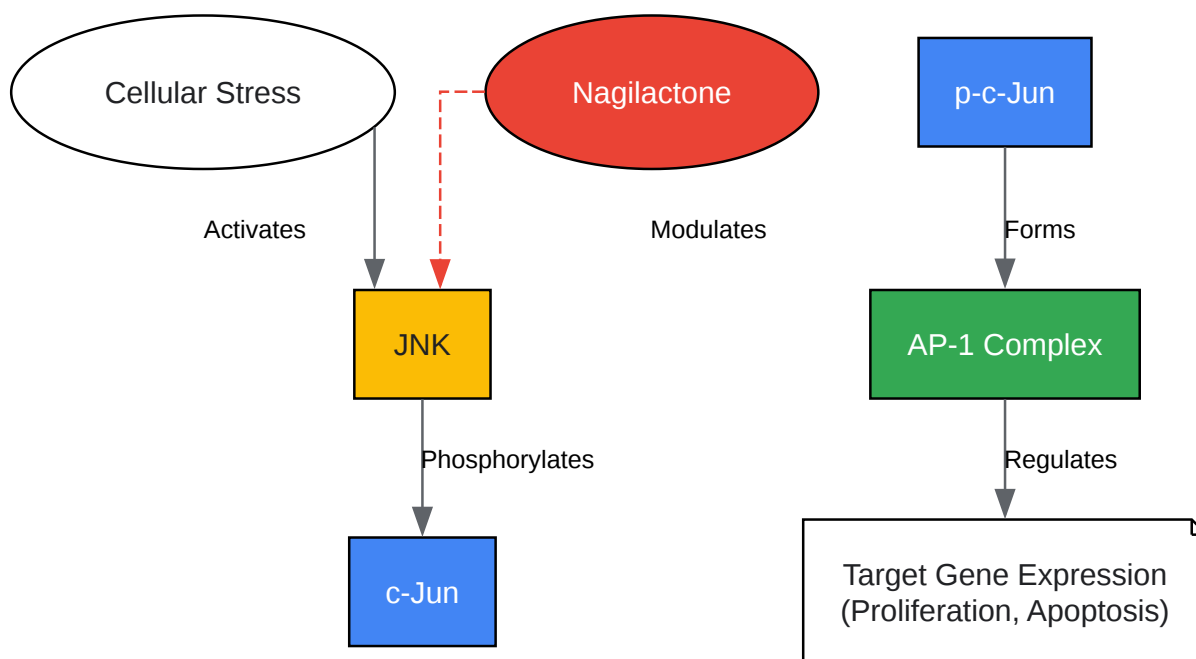 Cellular Stress
Nagilactone
p-c-Jun
Activates
Modulates
Forms
JNK
AP-1 Complex
Phosphorylates
Regulates
c-Jun
Target Gene Expression
(Proliferation, Apoptosis)